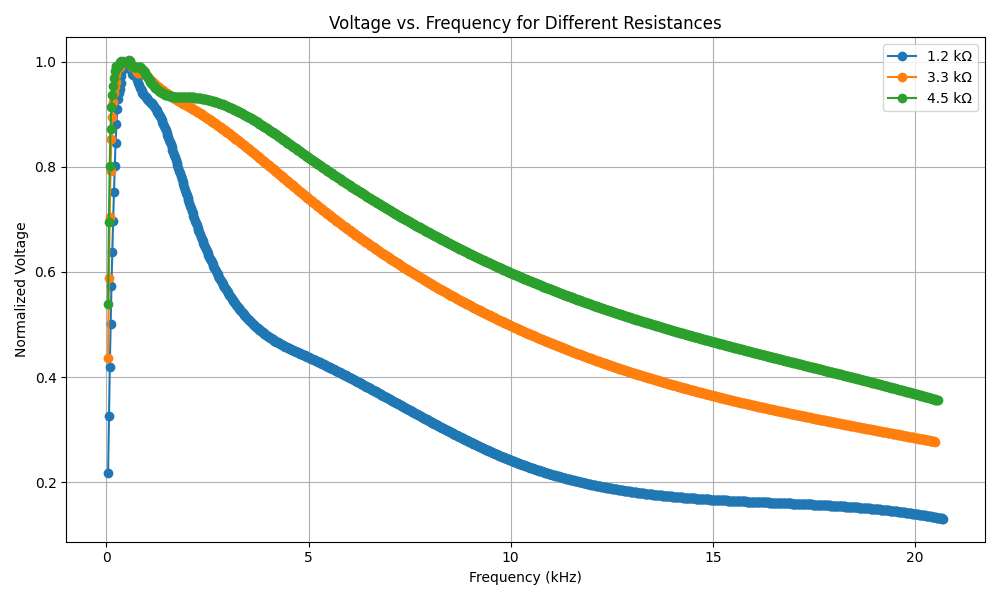 Voltage vs. Frequency for Different Resistances
1.2 kΩ
3.3 kΩ
4.5 kΩ
1.0
0.8
0.6
0.4
0.2
Normalized Voltage
0 5 10 15 20
Frequency (kHz)